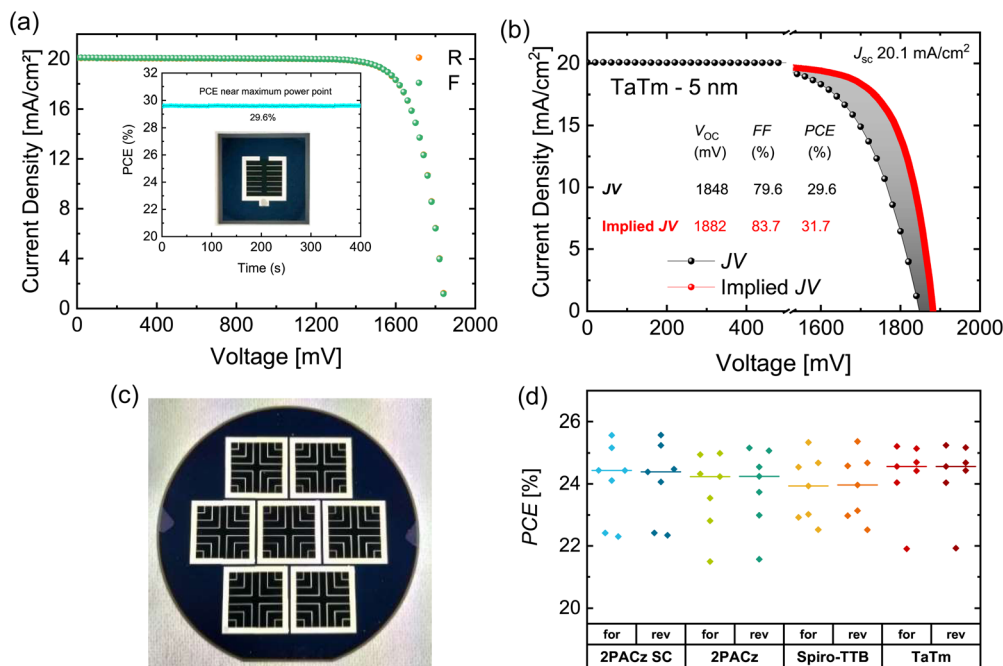 (a)
Current Density [mA/cm²]
20
16
12
8
4
0
0 400 800 1200 1600 2000
Voltage [mV]
R
F
PCE (%)
32
30
28
26
24
22
20
PCE near maximum power point
29.6%
0 100 200 300 400
Time (s)
(b)
Current Density [mA/cm²]
25
20
15
10
5
0
0 200 400 1600 1800 2000
Voltage [mV]
Jsc 20.1 mA/cm²
TaTm - 5 nm
VOC FF PCE
(mV) (%) (%)
JV 1848 79.6 29.6
Implied JV 1882 83.7 31.7
JV
Implied JV
(c)
(d)
PCE [%]
26
24
22
20
for rev for rev for rev for rev
2PACz SC 2PACz Spiro-TTB TaTm